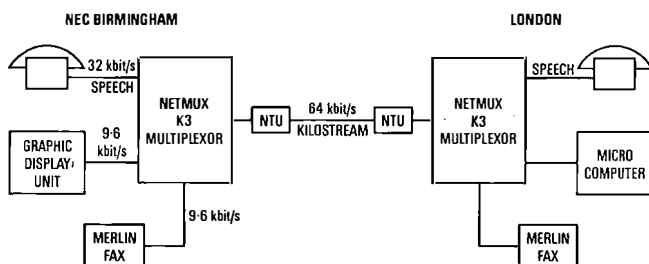 NEC BIRMINGHAM
LONDON
32 kbit/s
SPEECH
NETMUX
K3
MULTIPLEXOR
NTU
64 kbit/s
KILOSTREAM
NTU
NETMUX
K3
MULTIPLEXOR
SPEECH
GRAPHIC
DISPLAY
UNIT
9·6
kbit/s
MICRO
COMPUTER
9·6 kbit/s
MERLIN
FAX
MERLIN
FAX